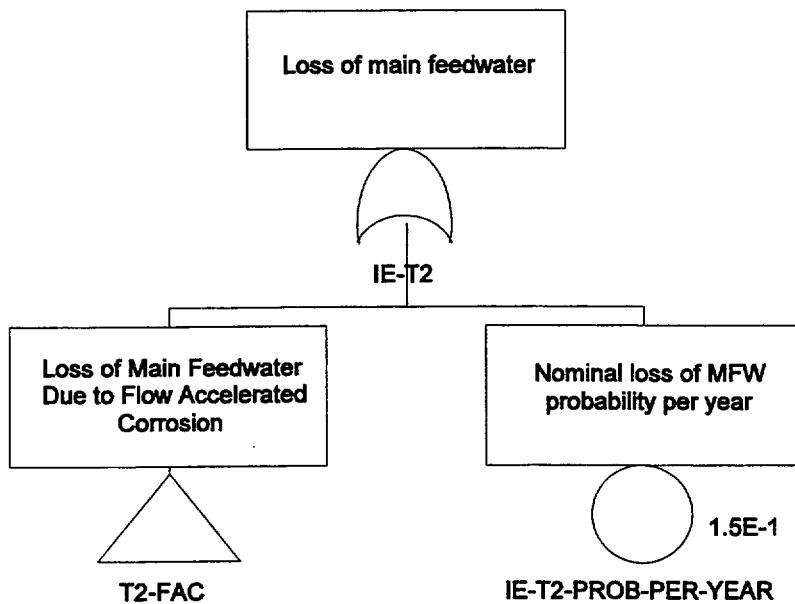 Loss of main feedwater
IE-T2
Loss of Main Feedwater
Due to Flow Accelerated
Corrosion
Nominal loss of MFW
probability per year
1.5E-1
T2-FAC
IE-T2-PROB-PER-YEAR